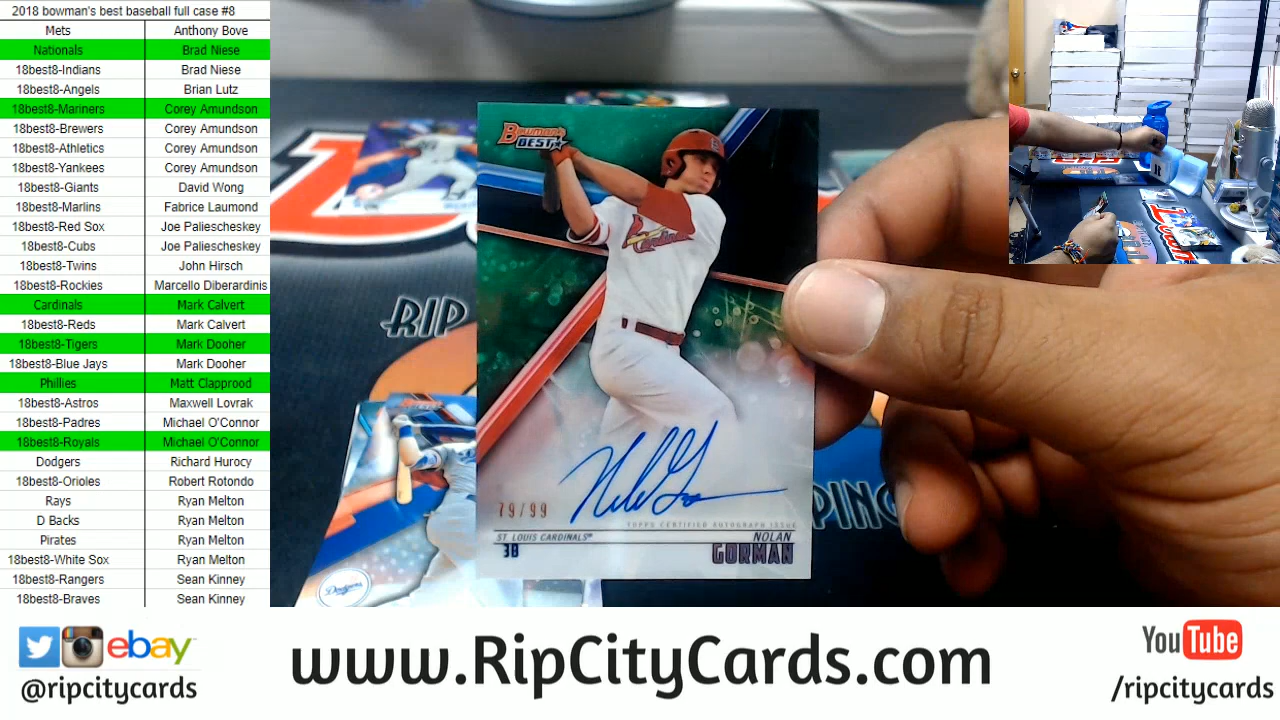 2018 bowman's best baseball full case #8
Mets Anthony Bove
Nationals Brad Niese
18best8-Indians Brad Niese
18best8-Angels Brian Lutz
18best8-Mariners Corey Amundson
18best8-Brewers Corey Amundson
18best8-Athletics Corey Amundson
18best8-Yankees Corey Amundson
18best8-Giants David Wong
18best8-Marlins Fabrice Laumond
18best8-Red Sox Joe Paliescheskey
18best8-Cubs Joe Paliescheskey
18best8-Twins John Hirsch
18best8-Rockies Marcello Diberardinis
Cardinals Mark Calvert
18best8-Reds Mark Calvert
18best8-Tigers Mark Dooher
18best8-Blue Jays Mark Dooher
Phillies Matt Clapprood
18best8-Astros Maxwell Lovrak
18best8-Padres Michael O'Connor
18best8-Royals Michael O'Connor
Dodgers Richard Hurocy
18best8-Orioles Robert Rotondo
Rays Ryan Melton
D Backs Ryan Melton
Pirates Ryan Melton
18best8-White Sox Ryan Melton
18best8-Rangers Sean Kinney
18best8-Braves Sean Kinney
Bowman's
BEST
Cardinals
79/99
TOPPS CERTIFIED AUTOGRAPH ISSUE
ST. LOUIS CARDINALS® NOLAN
3B GORMAN
RIP
PING
Dodgers
ebay
@ripcitycards
www.RipCityCards.com
YouTube
/ripcitycards